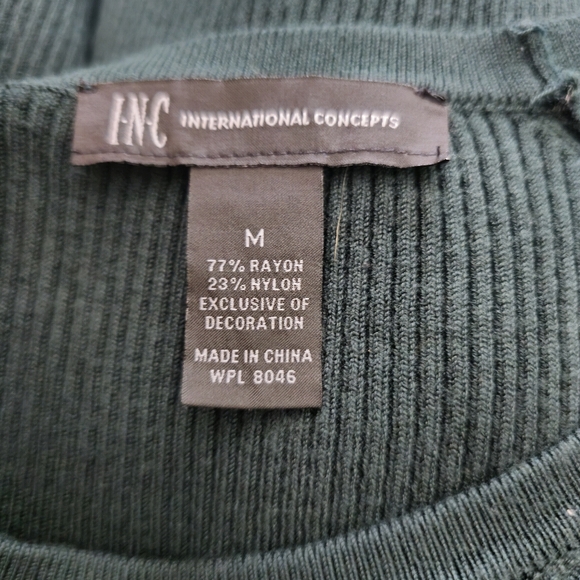 I·N·C INTERNATIONAL CONCEPTS
M
77% RAYON
23% NYLON
EXCLUSIVE OF
DECORATION
MADE IN CHINA
WPL 8046